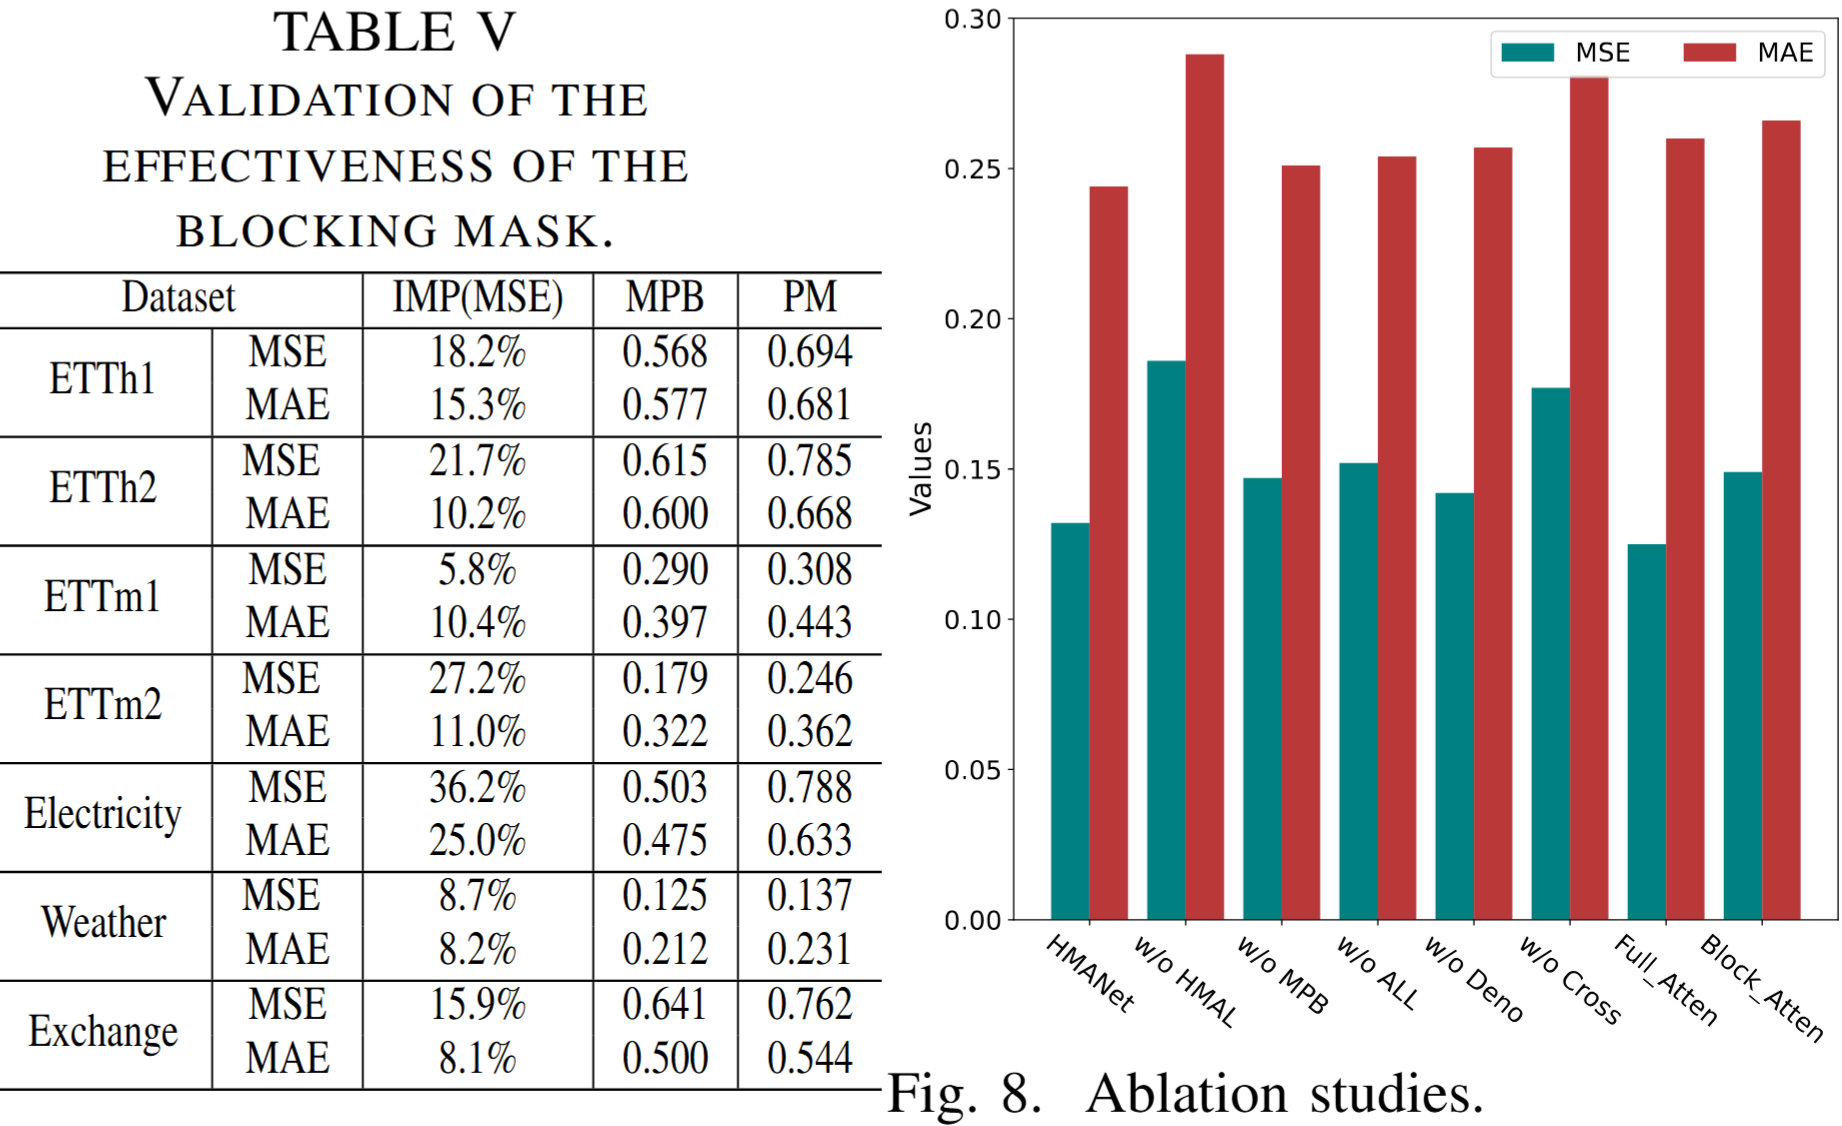 TABLE V
VALIDATION OF THE
EFFECTIVENESS OF THE
BLOCKING MASK.
Dataset IMP(MSE) MPB PM
ETTh1 MSE 18.2% 0.568 0.694
MAE 15.3% 0.577 0.681
ETTh2 MSE 21.7% 0.615 0.785
MAE 10.2% 0.600 0.668
ETTm1 MSE 5.8% 0.290 0.308
MAE 10.4% 0.397 0.443
ETTm2 MSE 27.2% 0.179 0.246
MAE 11.0% 0.322 0.362
Electricity MSE 36.2% 0.503 0.788
MAE 25.0% 0.475 0.633
Weather MSE 8.7% 0.125 0.137
MAE 8.2% 0.212 0.231
Exchange MSE 15.9% 0.641 0.762
MAE 8.1% 0.500 0.544
MSE MAE
Values
0.30
0.25
0.20
0.15
0.10
0.05
0.00
HMANet
w/o HMAL
w/o MPB
w/o ALL
w/o Deno
w/o Cross
Full_Atten
Block_Atten
Fig. 8. Ablation studies.